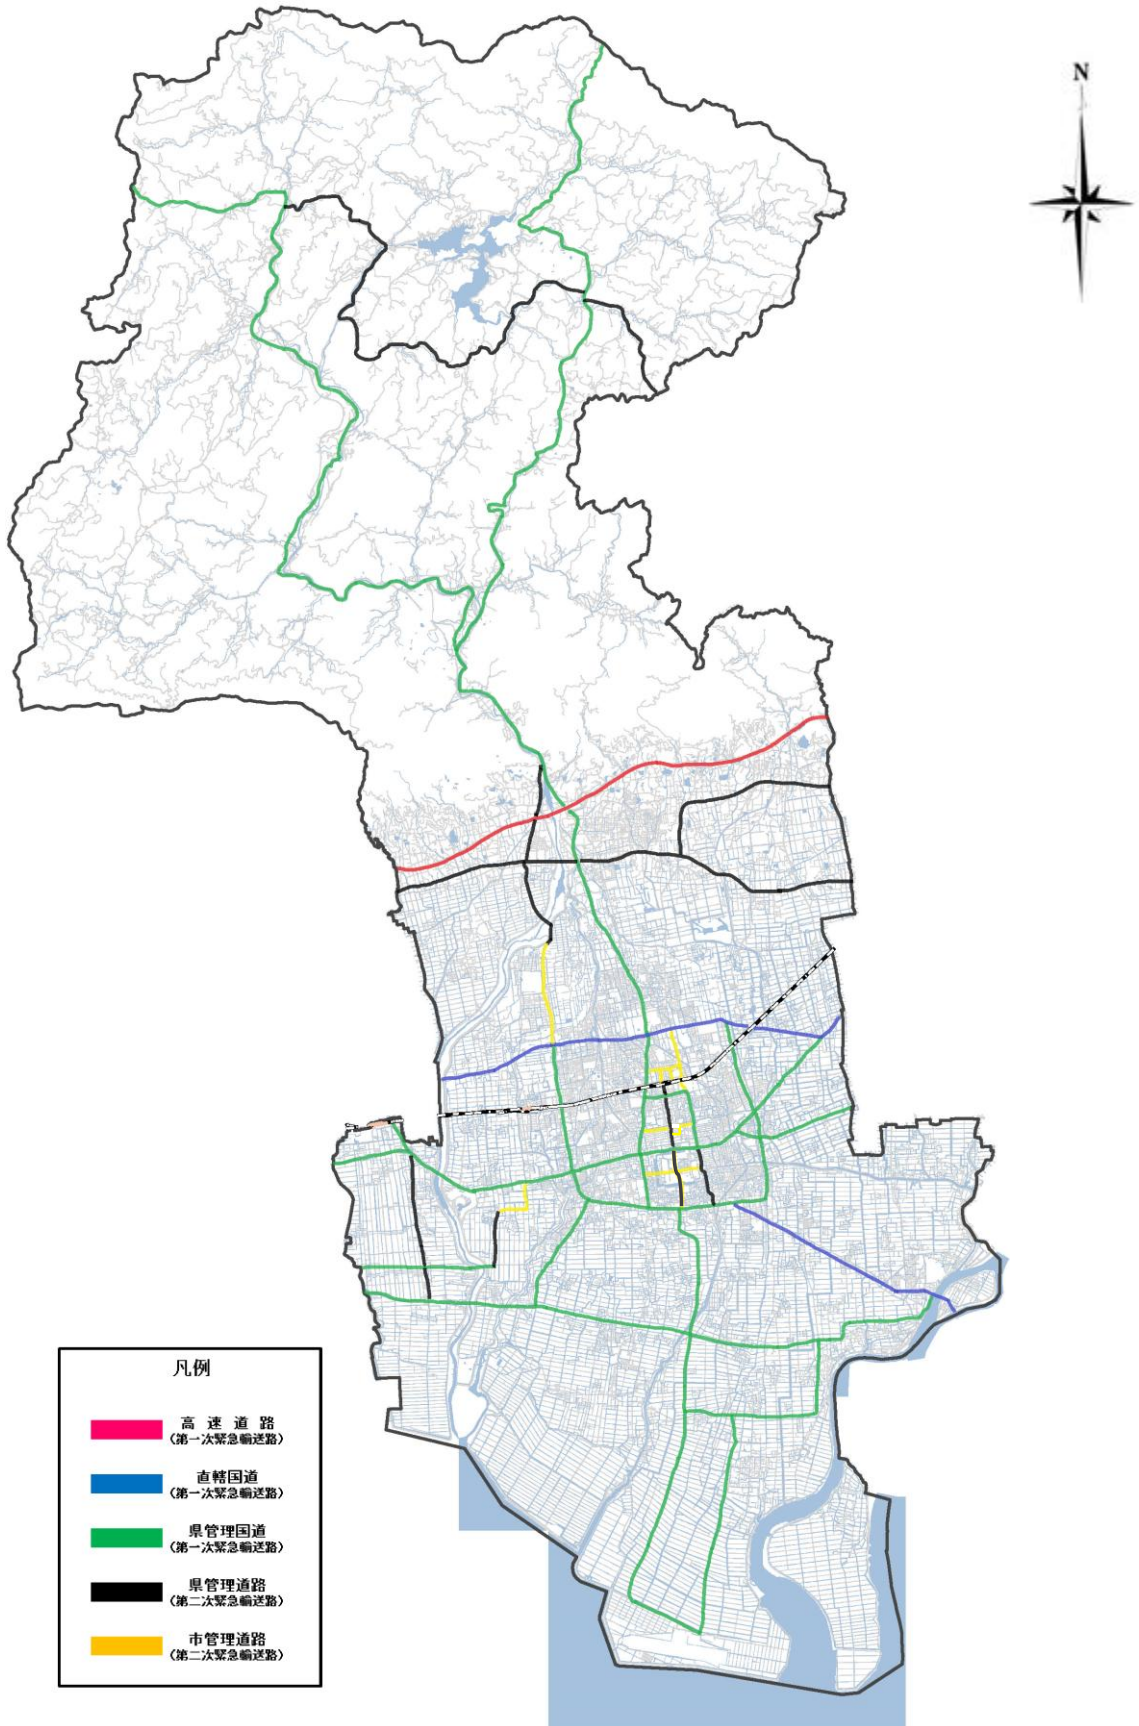 N
凡例
高速道路
（第一次緊急輸送路）
直轄国道
（第一次緊急輸送路）
県管理国道
（第一次緊急輸送路）
県管理道路
（第二次緊急輸送路）
市管理道路
（第二次緊急輸送路）